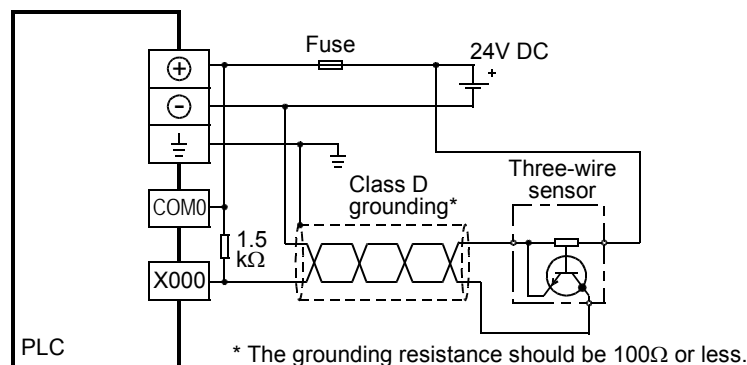 Fuse
24V DC
+
+
-
Three-wire
sensor
Class D
grounding*
COM0
1.5
kΩ
X000
PLC
* The grounding resistance should be 100Ω or less.